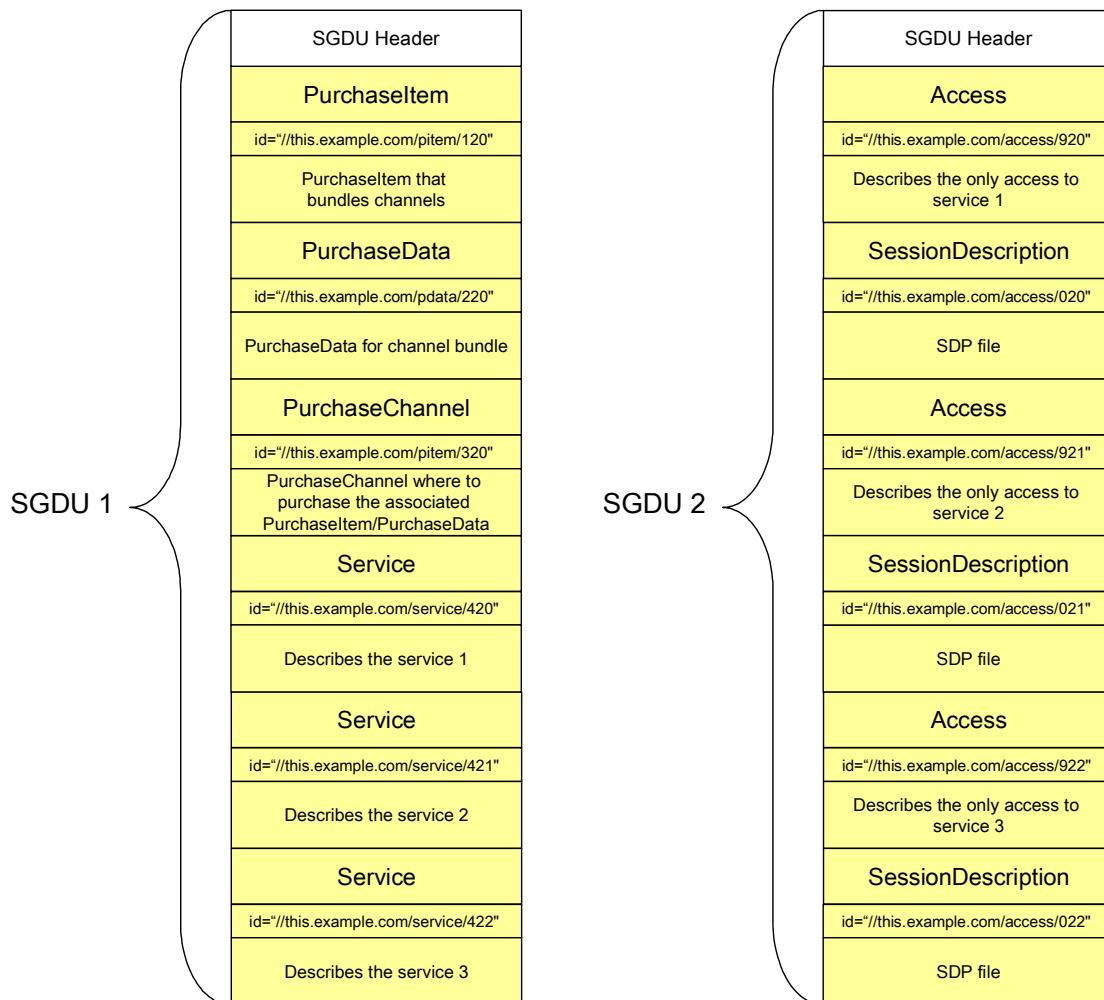 SGDU 1
SGDU Header
PurchaseItem
id=“//this.example.com/pitem/120"
PurchaseItem that
bundles channels
PurchaseData
id=“//this.example.com/pdata/220"
PurchaseData for channel bundle
PurchaseChannel
id=“//this.example.com/pitem/320"
PurchaseChannel where to
purchase the associated
PurchaseItem/PurchaseData
Service
id=“//this.example.com/service/420"
Describes the service 1
Service
id=“//this.example.com/service/421"
Describes the service 2
Service
id=“//this.example.com/service/422"
Describes the service 3
SGDU 2
SGDU Header
Access
id=“//this.example.com/access/920"
Describes the only access to
service 1
SessionDescription
id=“//this.example.com/access/020"
SDP file
Access
id=“//this.example.com/access/921"
Describes the only access to
service 2
SessionDescription
id=“//this.example.com/access/021"
SDP file
Access
id=“//this.example.com/access/922"
Describes the only access to
service 3
SessionDescription
id=“//this.example.com/access/022"
SDP file